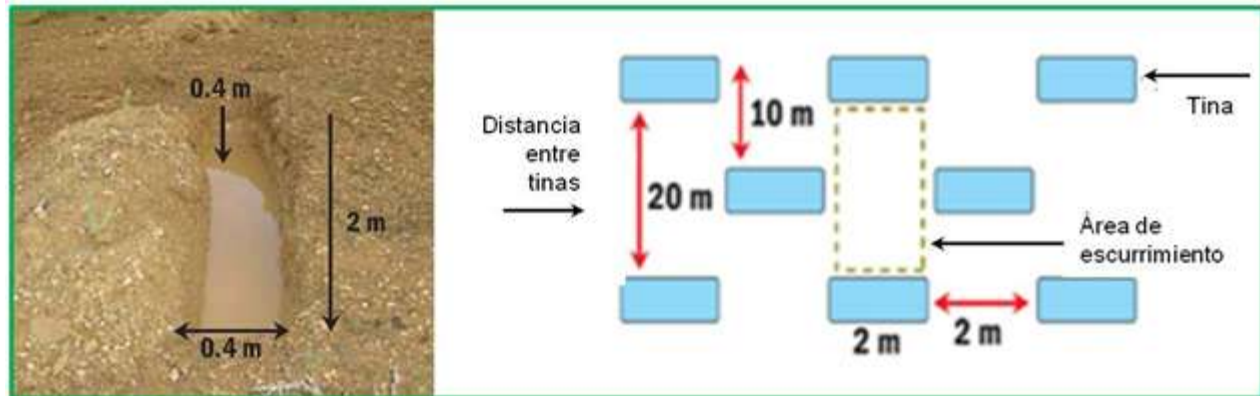 0.4 m
2 m
0.4 m
Distancia
entre
tinas
10 m
20 m
Tina
Área de
escurrimiento
2 m
2 m